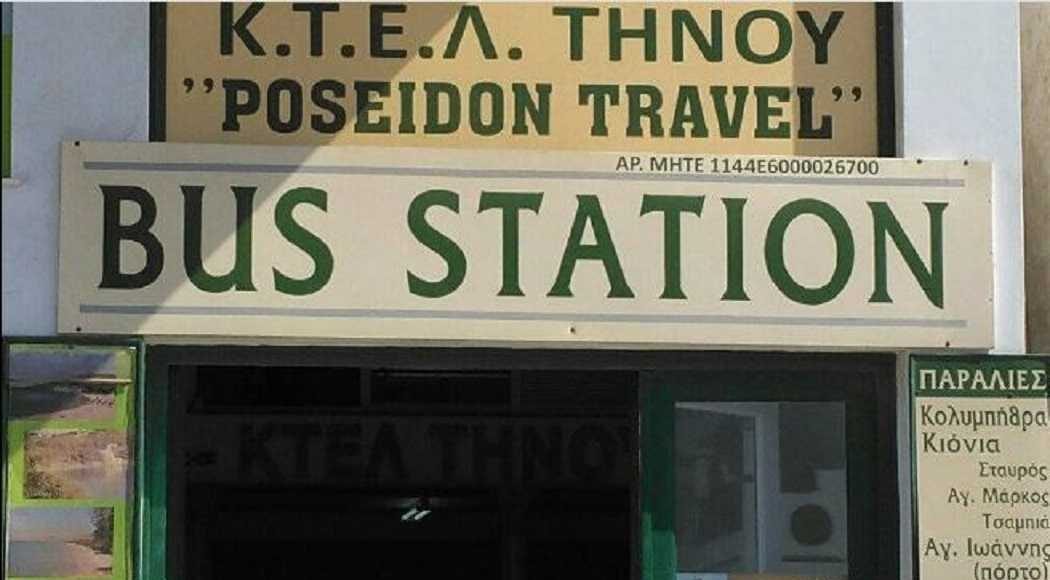 Κ.Τ.Ε.Λ. ΤΗΝΟΥ
"POSEIDON TRAVEL"
ΑΡ. ΜΗΤΕ 1144Ε6000026700
BUS STATION
ΚΤΕΛ ΤΗΝΟΥ
ΠΑΡΑΛΙΕΣ
Κολυμπήθρα
Κιόνια
Σταυρός
Αγ. Μάρκος
Τσαμπιά
Αγ. Ιωάννης
(πόρτο)